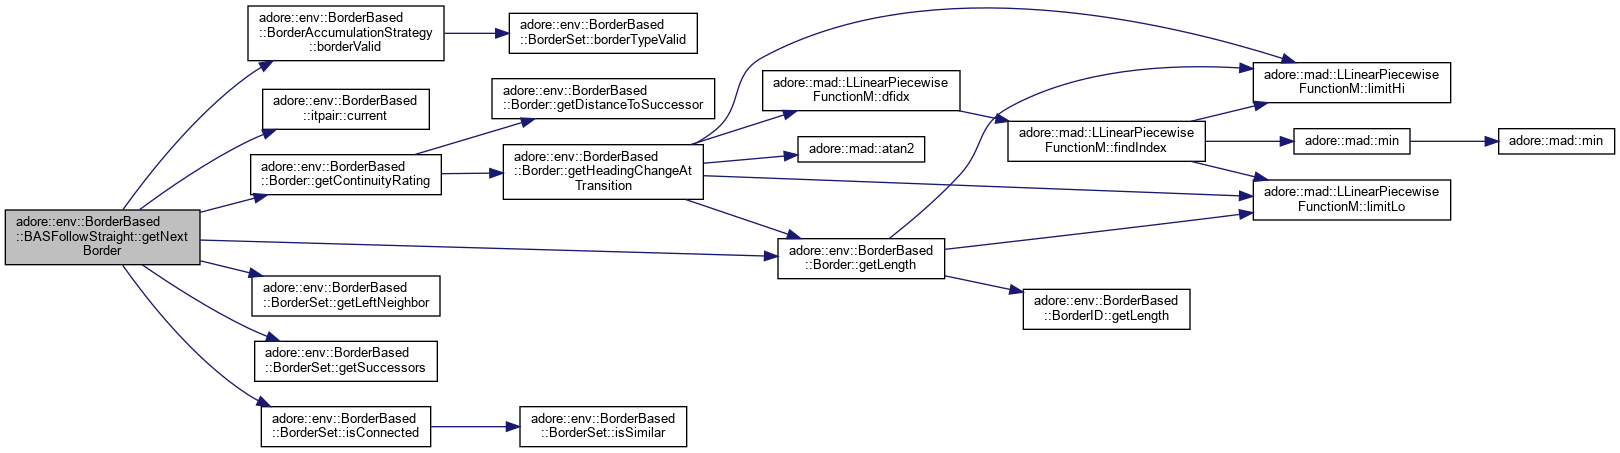 adore::env::BorderBased
::BASFollowStraight::getNext
Border
adore::env::BorderBased
::BorderAccumulationStrategy
::borderValid
adore::env::BorderBased
::BorderSet::borderTypeValid
adore::env::BorderBased
::itpair::current
adore::env::BorderBased
::Border::getContinuityRating
adore::env::BorderBased
::Border::getDistanceToSuccessor
adore::env::BorderBased
::Border::getHeadingChangeAt
Transition
adore::mad::LLinearPiecewise
FunctionM::dfidx
adore::mad::atan2
adore::mad::LLinearPiecewise
FunctionM::findIndex
adore::mad::LLinearPiecewise
FunctionM::limitHi
adore::mad::min
adore::mad::min
adore::mad::LLinearPiecewise
FunctionM::limitLo
adore::env::BorderBased
::Border::getLength
adore::env::BorderBased
::BorderID::getLength
adore::env::BorderBased
::BorderSet::getLeftNeighbor
adore::env::BorderBased
::BorderSet::getSuccessors
adore::env::BorderBased
::BorderSet::isConnected
adore::env::BorderBased
::BorderSet::isSimilar